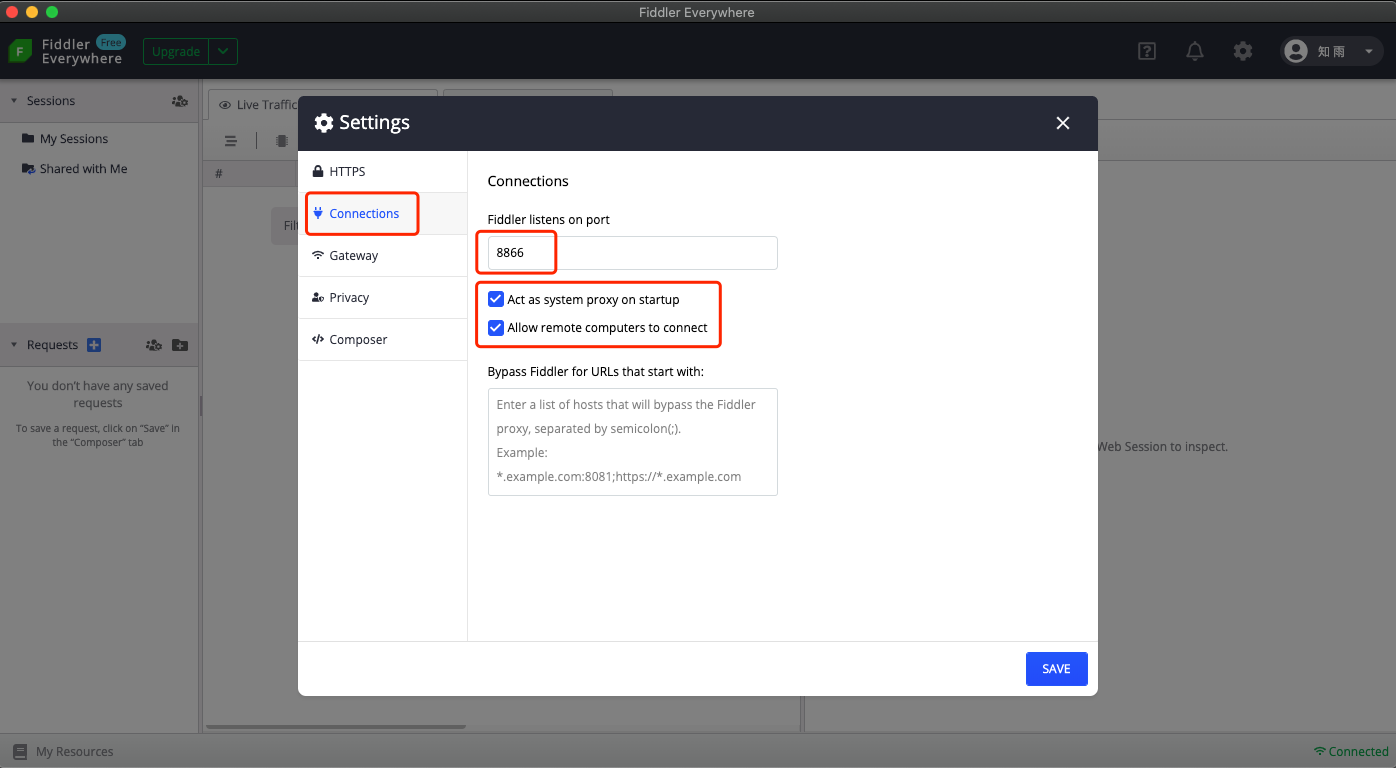 Fiddler Everywhere
Fiddler Free
Everywhere
Upgrade
知 雨
Sessions
My Sessions
Shared with Me
Live Traffic
#
Settings
HTTPS
Connections
Gateway
Privacy
Composer
Connections
Fiddler listens on port
8866
Act as system proxy on startup
Allow remote computers to connect
Bypass Fiddler for URLs that start with:
Enter a list of hosts that will bypass the Fiddler
proxy, separated by semicolon(;).
Example:
*.example.com:8081;https://*.example.com
SAVE
Requests
You don't have any saved
requests
To save a request, click on "Save" in
the "Composer" tab
Web Session to inspect.
My Resources
Connected